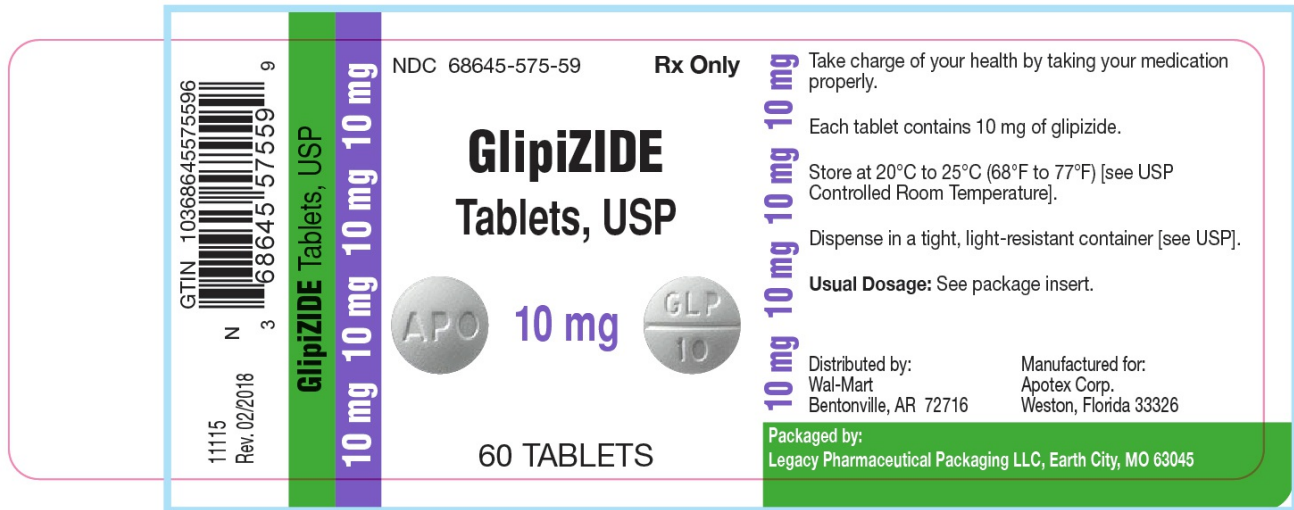 GTIN 10368645575596
N
3 68645 57559 9
11115
Rev. 02/2018
GlipiZIDE Tablets, USP
10 mg 10 mg 10 mg 10 mg
NDC 68645-575-59
Rx Only
GlipiZIDE
Tablets, USP
APO
10 mg
GLP
10
60 TABLETS
10 mg 10 mg 10 mg 10 mg
Take charge of your health by taking your medication
properly.
Each tablet contains 10 mg of glipizide.
Store at 20°C to 25°C (68°F to 77°F) [see USP
Controlled Room Temperature].
Dispense in a tight, light-resistant container [see USP].
Usual Dosage: See package insert.
Distributed by:
Wal-Mart
Bentonville, AR 72716
Manufactured for:
Apotex Corp.
Weston, Florida 33326
Packaged by:
Legacy Pharmaceutical Packaging LLC, Earth City, MO 63045